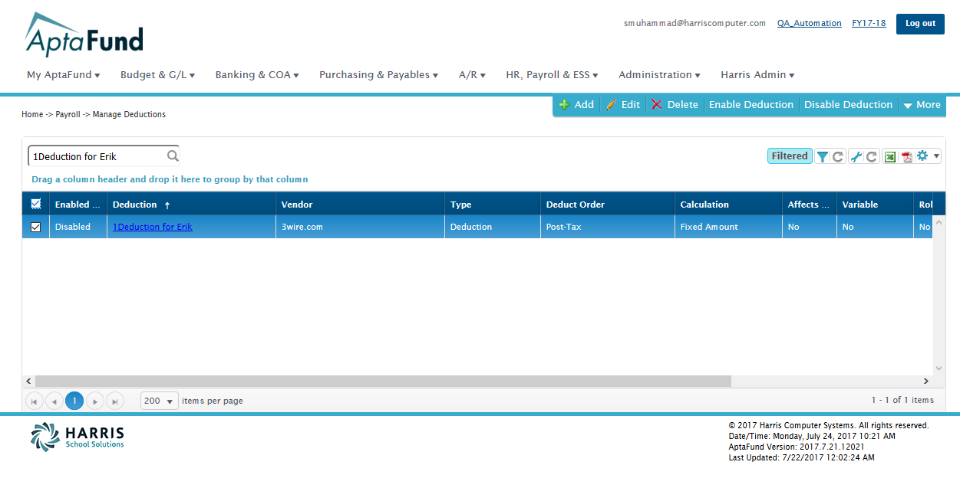 AptaFund
smuhammad@harriscomputer.com QA_Automation FY17-18 Log out
My AptaFund Budget & G/L Banking & COA Purchasing & Payables A/R HR, Payroll & ESS Administration Harris Admin
Home -> Payroll -> Manage Deductions
Add Edit Delete Enable Deduction Disable Deduction More
1Deduction for Erik
Filtered
Drag a column header and drop it here to group by that column
Enabled ... Deduction ↑ Vendor Type Deduct Order Calculation Affects ... Variable Rol
Disabled 1Deduction for Erik 3wire.com Deduction Post-Tax Fixed Amount No No No
1 200 items per page 1 - 1 of 1 items
HARRIS
School Solutions
© 2017 Harris Computer Systems. All rights reserved.
Date/Time: Monday, July 24, 2017 10:21 AM
AptaFund Version: 2017.7.21.12021
Last Updated: 7/22/2017 12:02:24 AM